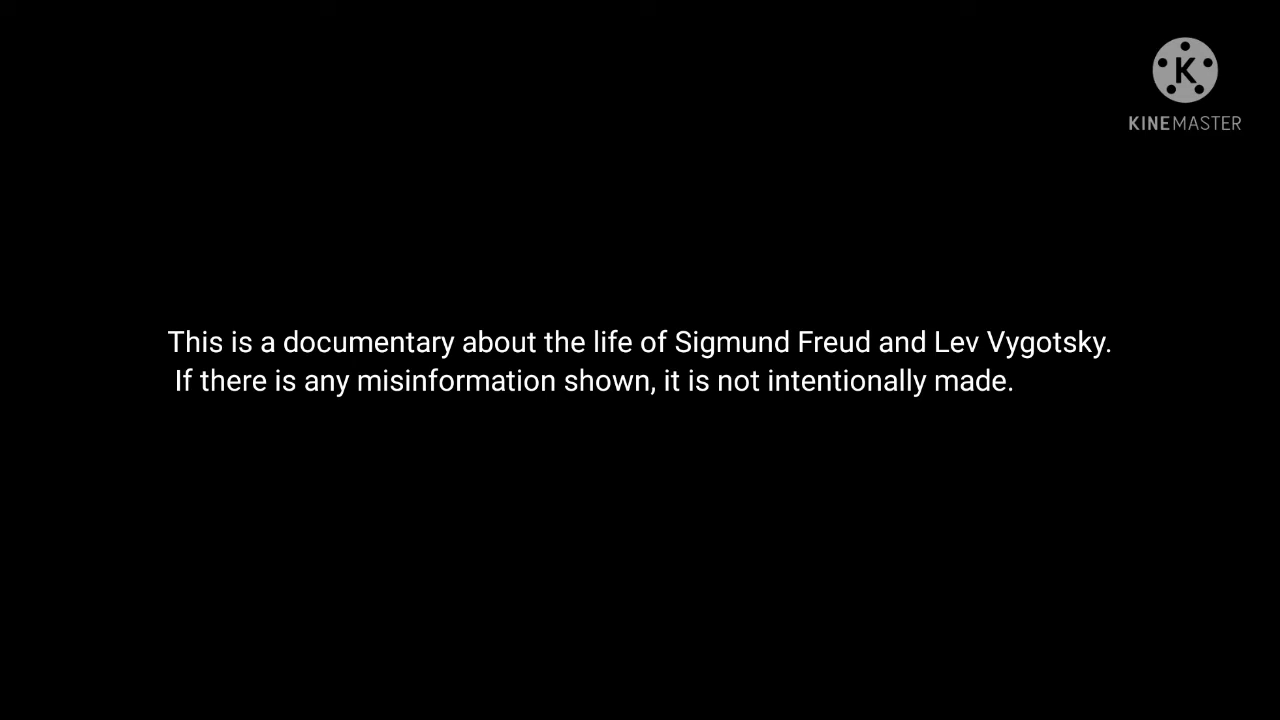 K
KINEMASTER
This is a documentary about the life of Sigmund Freud and Lev Vygotsky.
If there is any misinformation shown, it is not intentionally made.